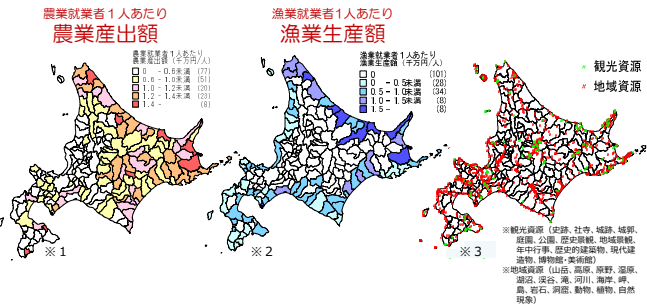 農業就業者１人あたり
農業産出額
農業就業者１人あたり
農業産出額（千万円/人）
0 -0.6未満 (77)
0.6 -1.0未満 (51)
1.0 -1.2未満 (20)
1.2 -1.4未満 (23)
1.4 - (8)
※１
漁業就業者1人あたり
漁業生産額
漁業就業者１人あたり
漁業生産額（千万円/人）
0 (101)
0 -0.5未満 (28)
0.5 -1.0未満 (34)
1.0 -1.5未満 (8)
1.5 - (8)
※２
観光資源
地域資源
※３
※観光資源（史跡、社寺、城跡、城郭、
庭園、公園、歴史景観、地域景観、
年中行事、歴史的建築物、現代建
造物、博物館・美術館）
※地域資源（山岳、高原、原野、湿原、
湖沼、渓谷、滝、河川、海岸、岬、
島、岩石、洞窟、動物、植物、自然
現象）